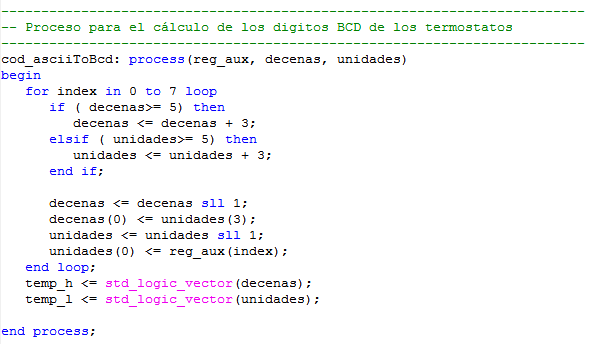 ------------------------------------------------------------------------
-- Proceso para el cálculo de los digitos BCD de los termostatos
------------------------------------------------------------------------
cod_asciiToBcd: process(reg_aux, decenas, unidades)
begin
   for index in 0 to 7 loop
      if ( decenas>= 5) then
         decenas <= decenas + 3;
      elsif ( unidades>= 5) then
         unidades <= unidades + 3;
      end if;

      decenas <= decenas sll 1;
      decenas(0) <= unidades(3);
      unidades <= unidades sll 1;
      unidades(0) <= reg_aux(index);
   end loop;
   temp_h <= std_logic_vector(decenas);
   temp_l <= std_logic_vector(unidades);

end process;